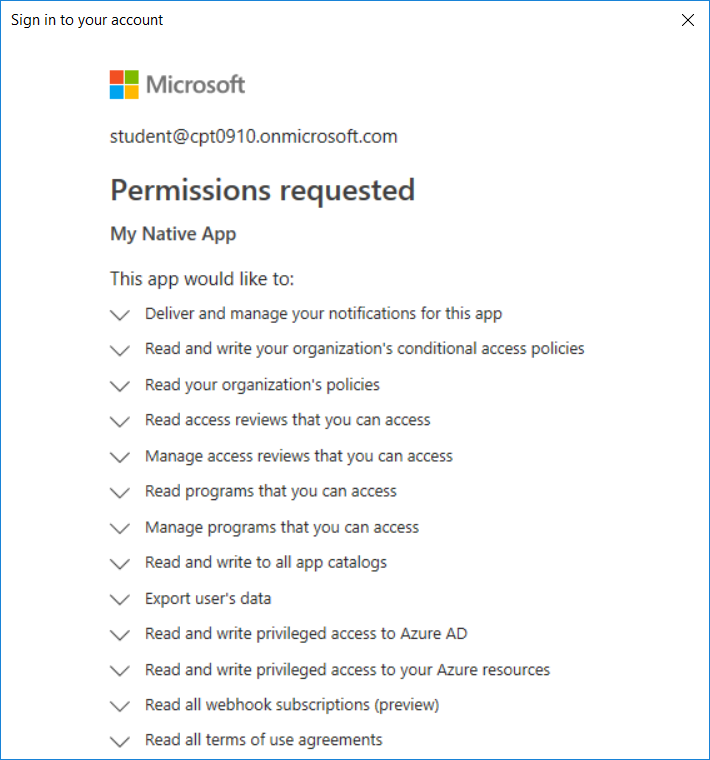 Sign in to your account
Microsoft
student@cpt0910.onmicrosoft.com
Permissions requested
My Native App
This app would like to:
Deliver and manage your notifications for this app
Read and write your organization's conditional access policies
Read your organization's policies
Read access reviews that you can access
Manage access reviews that you can access
Read programs that you can access
Manage programs that you can access
Read and write to all app catalogs
Export user's data
Read and write privileged access to Azure AD
Read and write privileged access to your Azure resources
Read all webhook subscriptions (preview)
Read all terms of use agreements